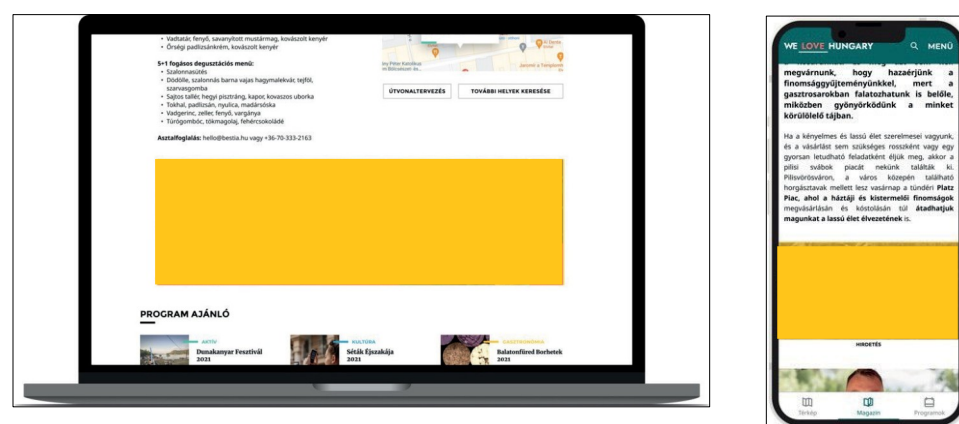 • Vadtatár, fenyő, savanyított mustármag, kovászolt kenyér
• Őrségi padlizsánkrém, kovászolt kenyér
5+1 fogásos degusztációs menü:
• Szalonnasütés
• Dödölle, szalonnás barna vajas hagymalekvár, tejföl,
szarvasgomba
• Sajtos tallér, hegyi pisztráng, kapor, kovaszos uborka
• Tokhal, padlizsán, nyulica, madársóska
• Vadgerinc, zeller, fenyő, vargánya
• Túrógombóc, tökmagolaj, fehércsokoládé
Asztalfoglalás: hello@bestia.hu vagy +36-70-333-2163
ÚTVONALTERVEZÉS
TOVÁBBI HELYEK KERESÉSE
PROGRAM AJÁNLÓ
AKTÍV
Dunakanyar Fesztivál
2021
KULTÚRA
Séták Éjszakája
2021
GASZTRONÓMIA
Balatonfüred Borhetek
2021
WE LOVE HUNGARY
MENÜ
megvárnunk, hogy hazaérjünk a
finomsággyűjteményünkkel, mert a
gasztrosarokban falatozhatunk is belőle,
miközben gyönyörködünk a minket
körülölelő tájban.
Ha a kényelmes és lassú élet szerelmesei vagyunk,
és a vásárlást sem szükséges rosszként vagy egy
gyorsan letudható feladatként éljük meg, akkor a
pilisi svábok piacát nekünk találták ki.
Pilisvörösváron, a város közepén található
horgásztavak mellett lesz vasárnap a tündéri Platz
Piac, ahol a háztáji és kistermelői finomságok
megvásárlásán és kóstolásán túl átadhatjuk
magunkat a lassú élet élvezetének is.
HIRDETÉS
Térkép
Magazin
Programok